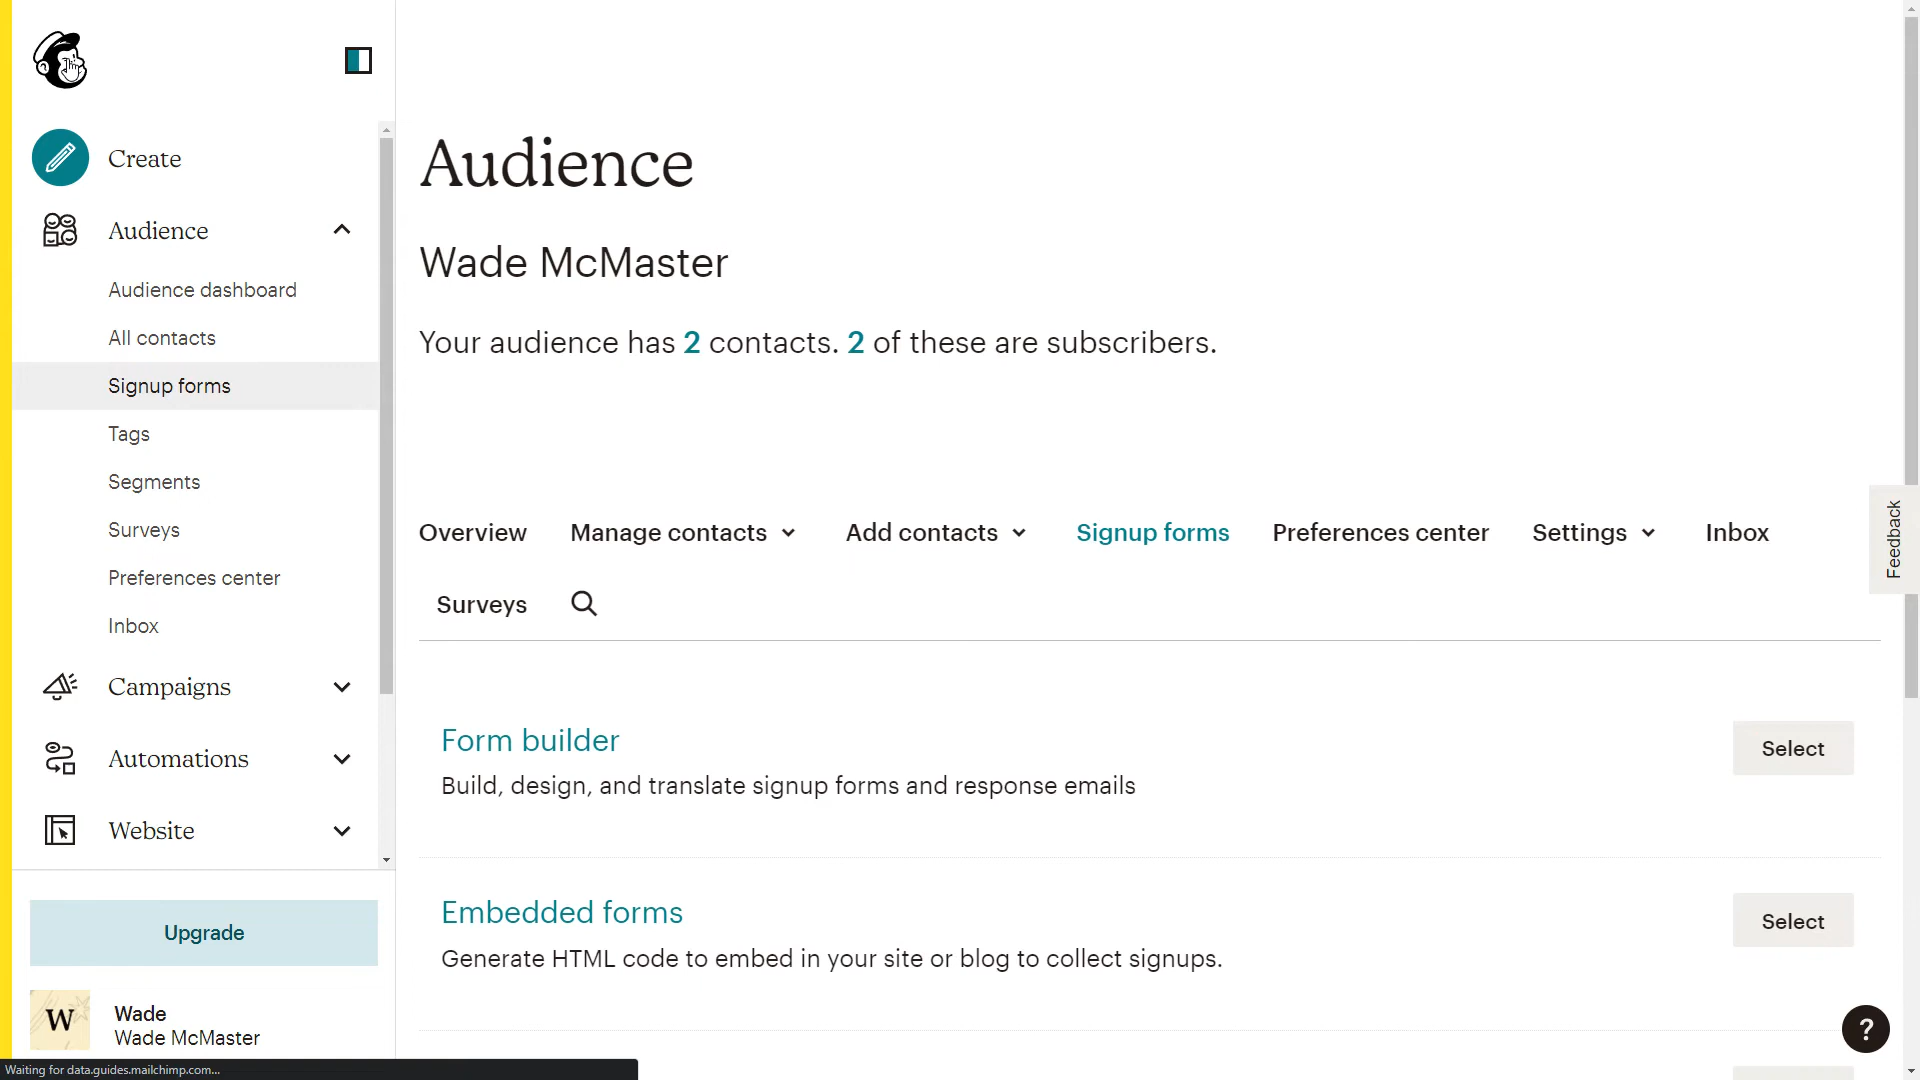 Create
Audience
Audience dashboard
All contacts
Signup forms
Tags
Segments
Surveys
Preferences center
Inbox
Campaigns
Automations
Website
Upgrade
W
Wade
Wade McMaster
Waiting for data.guides.mailchimp.com...
Audience
Wade McMaster
Your audience has 2 contacts. 2 of these are subscribers.
Overview Manage contacts Add contacts Signup forms Preferences center Settings Inbox
Surveys
Form builder
Build, design, and translate signup forms and response emails
Select
Embedded forms
Generate HTML code to embed in your site or blog to collect signups.
Select
Feedback
?